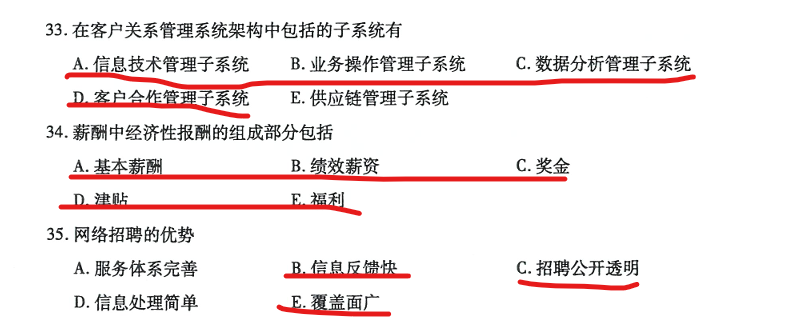 33. 在客户关系管理系统架构中包括的子系统有
A. 信息技术管理子系统 B. 业务操作管理子系统 C. 数据分析管理子系统
D. 客户合作管理子系统 E. 供应链管理子系统
34. 薪酬中经济性报酬的组成部分包括
A. 基本薪酬 B. 绩效薪资 C. 奖金
D. 津贴 E. 福利
35. 网络招聘的优势
A. 服务体系完善 B. 信息反馈快 C. 招聘公开透明
D. 信息处理简单 E. 覆盖面广